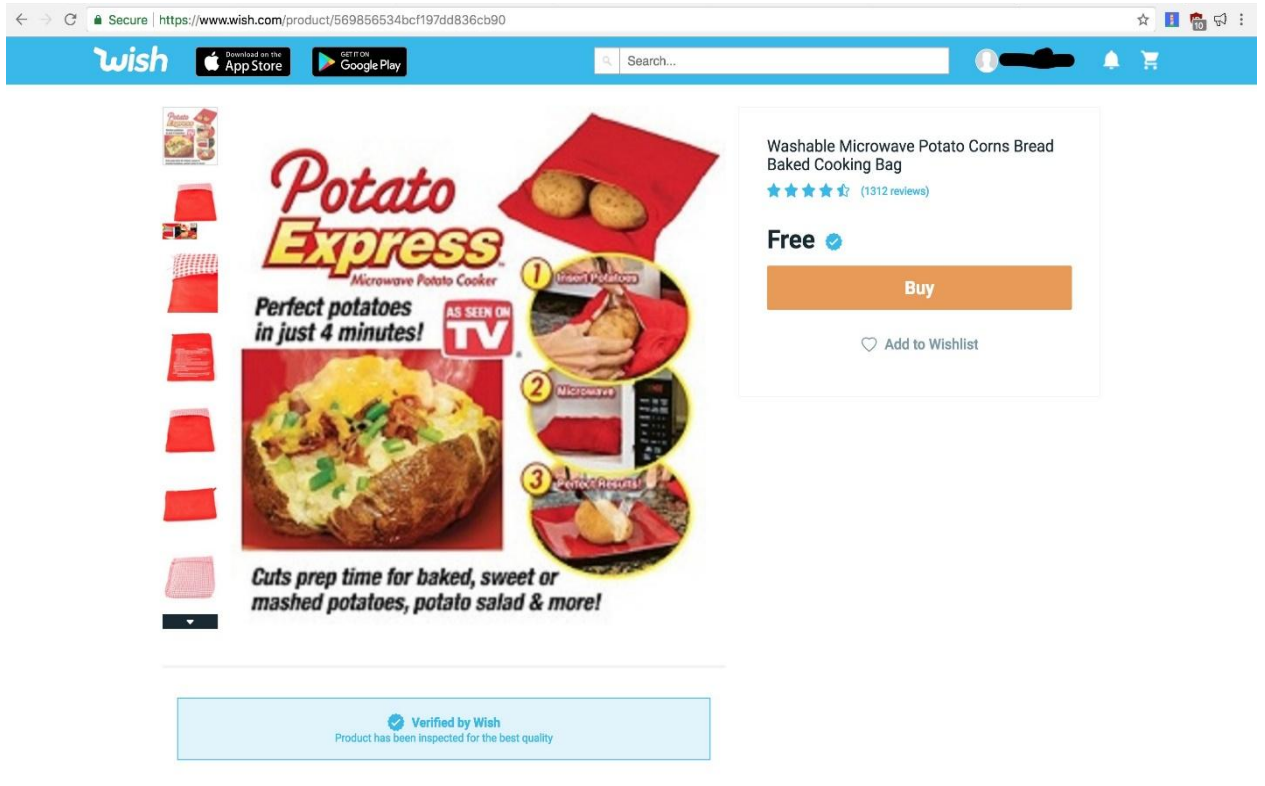 Secure | https://www.wish.com/product/569856534bcf197dd836cb90
10
wish
Download on the
App Store
GET IT ON
Google Play
Search...
Potato
Express
Microwave Potato Cooker
Perfect potatoes
in just 4 minutes!
AS SEEN ON
TV
1 Insert Potatoes
2 Microwave
3 Perfect Results!
Cuts prep time for baked, sweet or
mashed potatoes, potato salad & more!
Washable Microwave Potato Corns Bread
Baked Cooking Bag
(1312 reviews)
Free
Buy
Add to Wishlist
Verified by Wish
Product has been inspected for the best quality